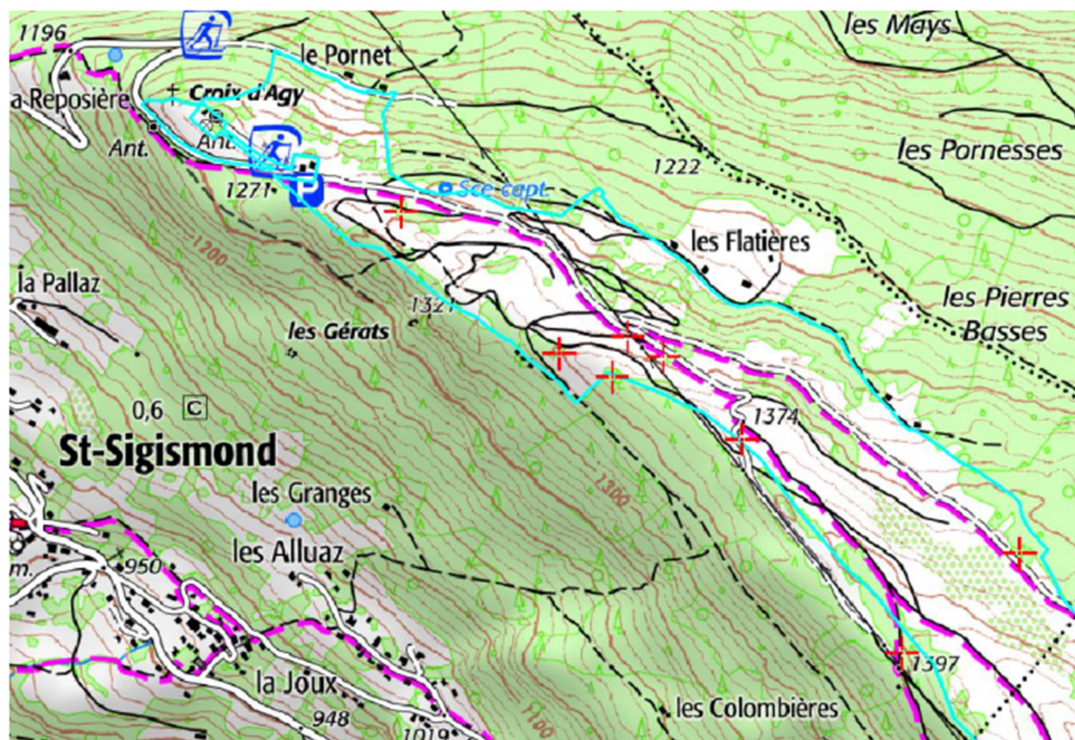 1196
les Mays
le Pornet
a Reposière
Croix d'Agy
Ant.
Ant.
les Pornesses
1222
Sce capt.
1271
P
les Flatières
1200
la Pallaz
1321
les Pierres
Basses
les Gérats
0,6 C
1374
St-Sigismond
1300
les Granges
les Alluaz
950
m.
1397
la Joux
les Colombières
948
1019
1100